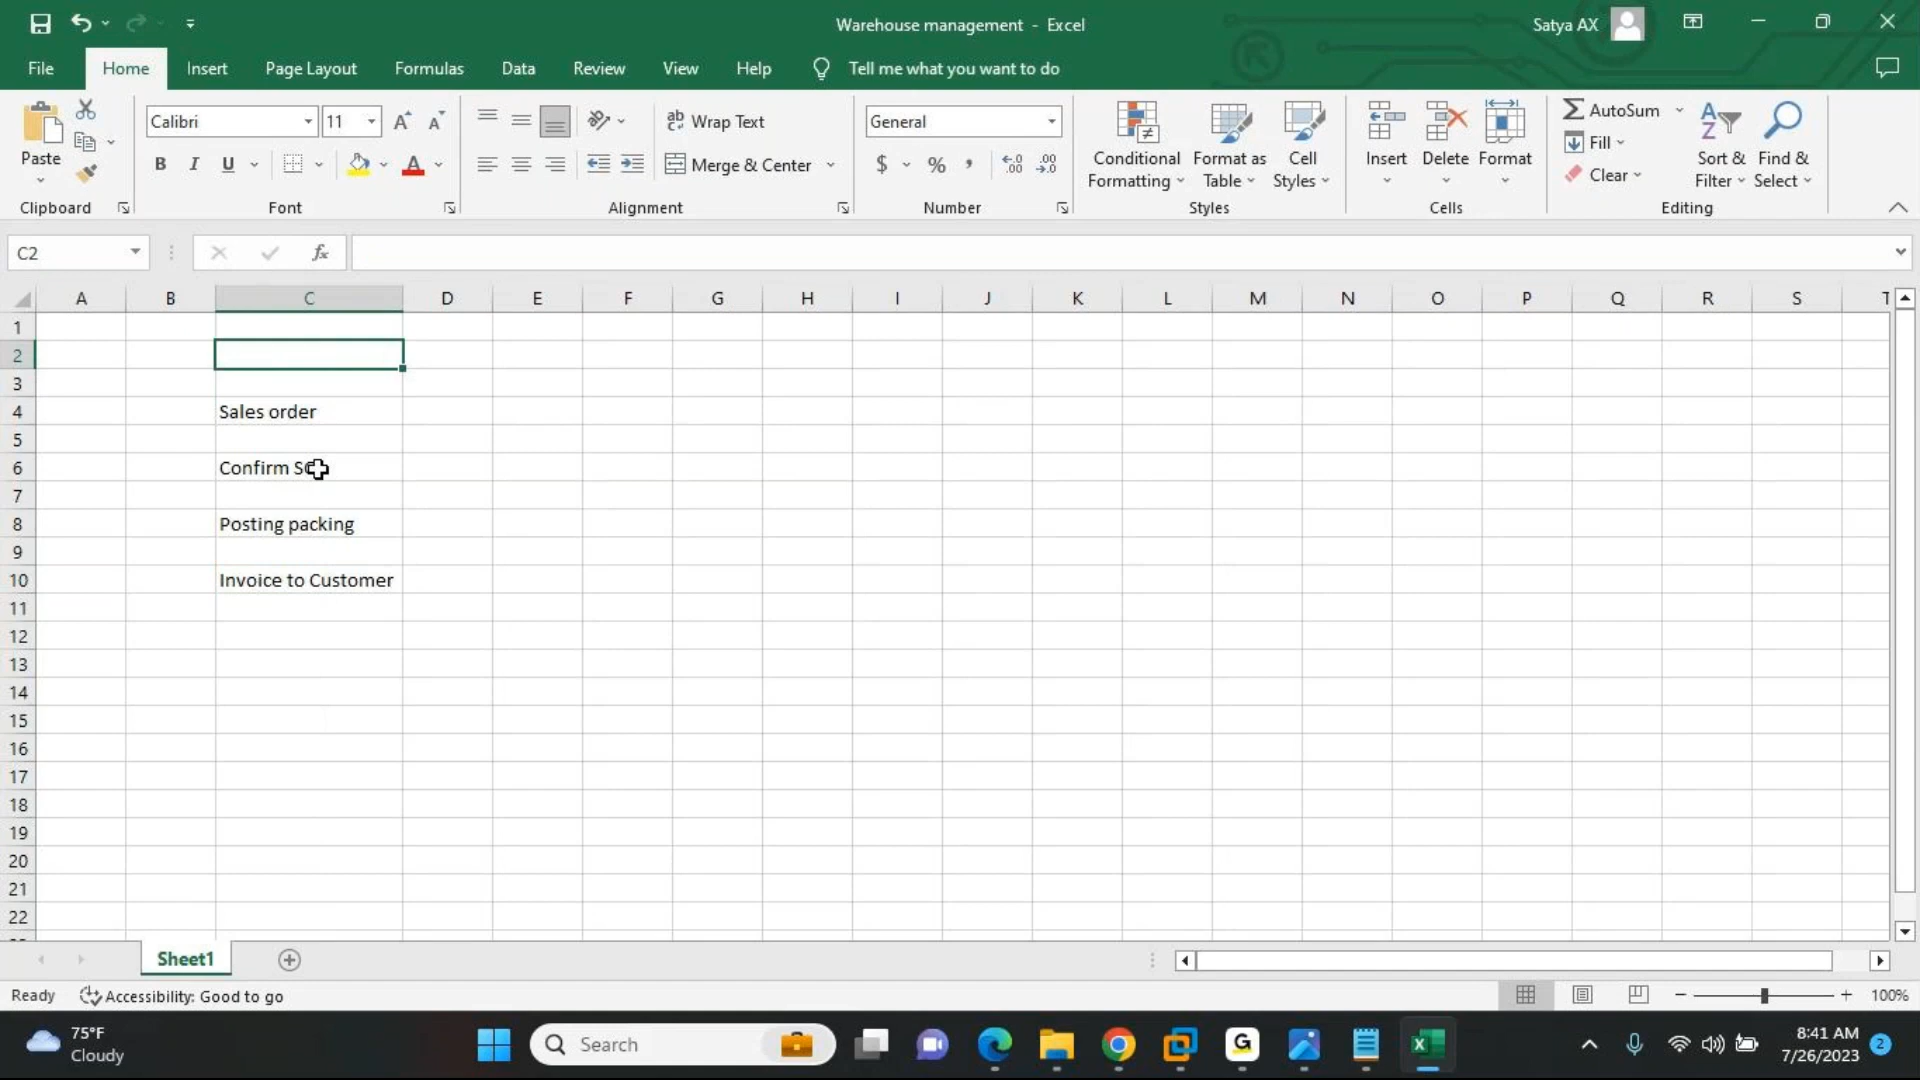 Warehouse management - Excel
Satya AX
File
Home
Insert
Page Layout
Formulas
Data
Review
View
Help
Tell me what you want to do
Paste
Clipboard
Calibri
11
B I U
Font
Wrap Text
Merge & Center
Alignment
General
$ % ,
Number
Conditional
Formatting
Format as
Table
Cell
Styles
Styles
Insert
Delete
Format
Cells
AutoSum
Fill
Clear
Sort &
Filter
Find &
Select
Editing
C2
fx
A B C D E F G H I J K L M N O P Q R S
1
2
3
4 Sales order
5
6 Confirm
7
8 Posting packing
9
10 Invoice to Customer
11
12
13
14
15
16
17
18
19
20
21
22
Sheet1
Ready
Accessibility: Good to go
100%
75°F
Cloudy
Search
8:41 AM
7/26/2023
2